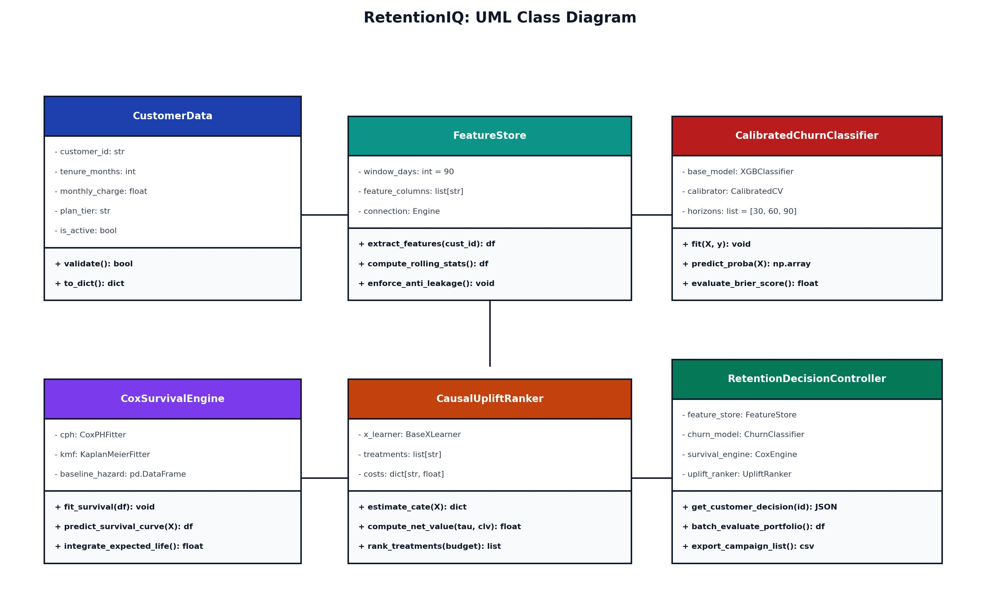 RetentionIQ: UML Class Diagram
CustomerData
- customer_id: str
- tenure_months: int
- monthly_charge: float
- plan_tier: str
- is_active: bool
+ validate(): bool
+ to_dict(): dict
FeatureStore
- window_days: int = 90
- feature_columns: list[str]
- connection: Engine
+ extract_features(cust_id): df
+ compute_rolling_stats(): df
+ enforce_anti_leakage(): void
CalibratedChurnClassifier
- base_model: XGBClassifier
- calibrator: CalibratedCV
- horizons: list = [30, 60, 90]
+ fit(X, y): void
+ predict_proba(X): np.array
+ evaluate_brier_score(): float
CoxSurvivalEngine
- cph: CoxPHFitter
- kmf: KaplanMeierFitter
- baseline_hazard: pd.DataFrame
+ fit_survival(df): void
+ predict_survival_curve(X): df
+ integrate_expected_life(): float
CausalUpliftRanker
- x_learner: BaseXLearner
- treatments: list[str]
- costs: dict[str, float]
+ estimate_cate(X): dict
+ compute_net_value(tau, clv): float
+ rank_treatments(budget): list
RetentionDecisionController
- feature_store: FeatureStore
- churn_model: ChurnClassifier
- survival_engine: CoxEngine
- uplift_ranker: UpliftRanker
+ get_customer_decision(id): JSON
+ batch_evaluate_portfolio(): df
+ export_campaign_list(): csv